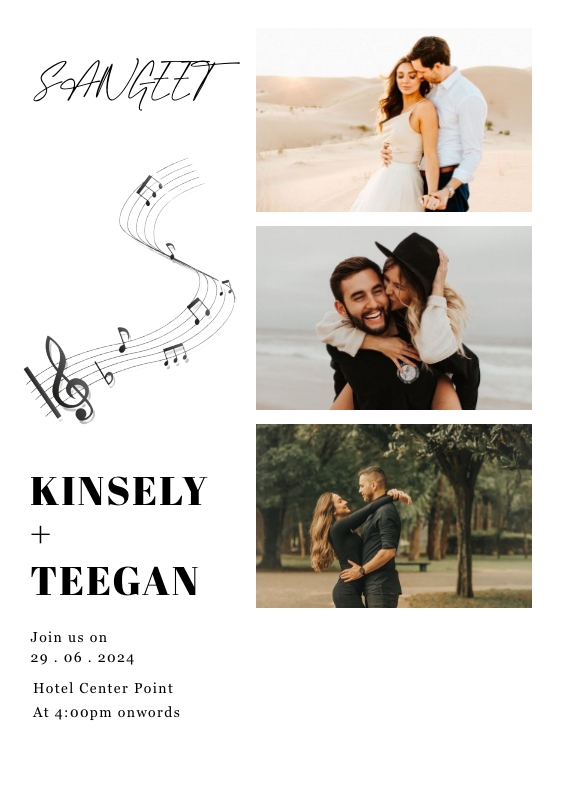 SANGEET
KINSELY
+
TEEGAN
Join us on
29 . 06 . 2024
Hotel Center Point
At 4:00pm onwords